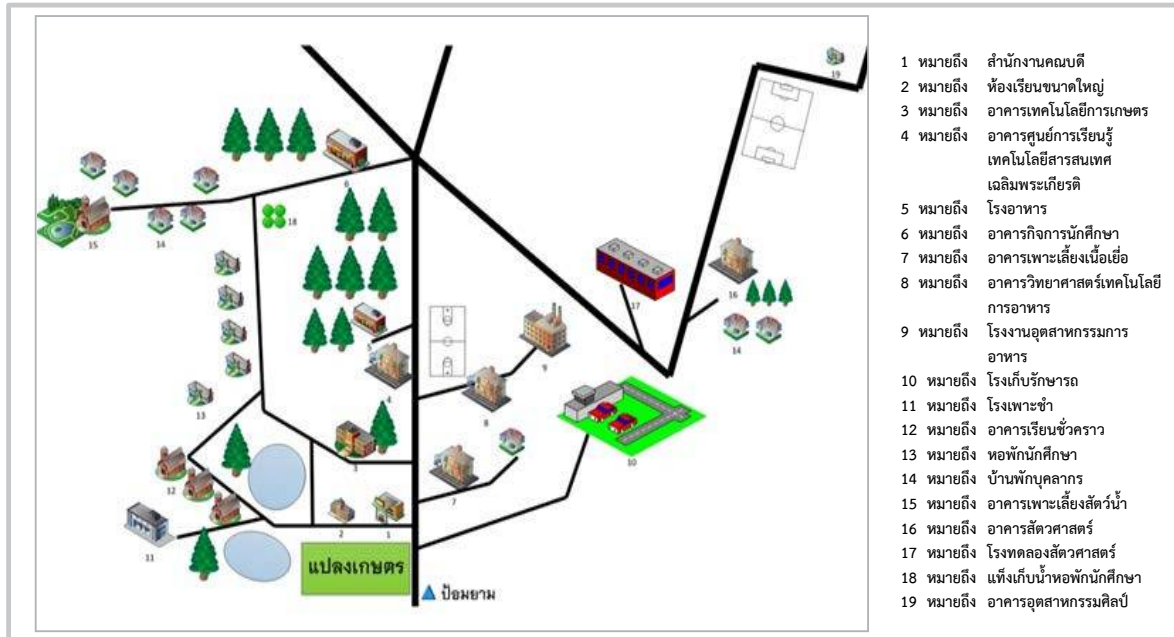 6
18
15
14
5
4
3
13
12
11
2
1
แปลงเกษตร
ป้อมยาม
9
8
7
10
17
16
14
19
1 หมายถึง สำนักงานคณบดี
2 หมายถึง ห้องเรียนขนาดใหญ่
3 หมายถึง อาคารเทคโนโลยีการเกษตร
4 หมายถึง อาคารศูนย์การเรียนรู้
เทคโนโลยีสารสนเทศ
เฉลิมพระเกียรติ
5 หมายถึง โรงอาหาร
6 หมายถึง อาคารกิจการนักศึกษา
7 หมายถึง อาคารเพาะเลี้ยงเนื้อเยื่อ
8 หมายถึง อาคารวิทยาศาสตร์เทคโนโลยี
การอาหาร
9 หมายถึง โรงงานอุตสาหกรรมการ
อาหาร
10 หมายถึง โรงเก็บรักษารถ
11 หมายถึง โรงเพาะชำ
12 หมายถึง อาคารเรียนชั่วคราว
13 หมายถึง หอพักนักศึกษา
14 หมายถึง บ้านพักบุคลากร
15 หมายถึง อาคารเพาะเลี้ยงสัตว์น้ำ
16 หมายถึง อาคารสัตวศาสตร์
17 หมายถึง โรงทดลองสัตวศาสตร์
18 หมายถึง แท็งเก็บน้ำหอพักนักศึกษา
19 หมายถึง อาคารอุตสาหกรรมศิลป์